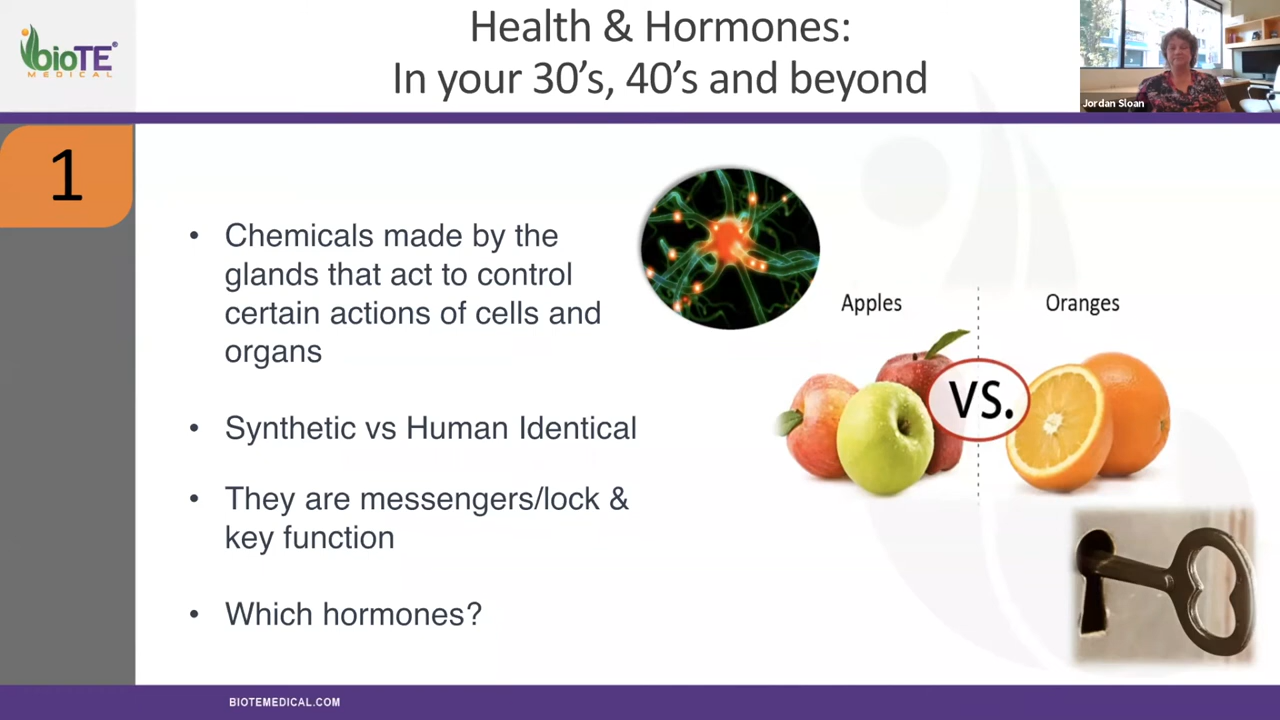 bioTE®
MEDICAL
Health & Hormones:
In your 30’s, 40’s and beyond
Jordan Sloan
1
• Chemicals made by the
glands that act to control
certain actions of cells and
organs
• Synthetic vs Human Identical
• They are messengers/lock &
key function
• Which hormones?
Apples
Oranges
VS.
BIOTEMEDICAL.COM